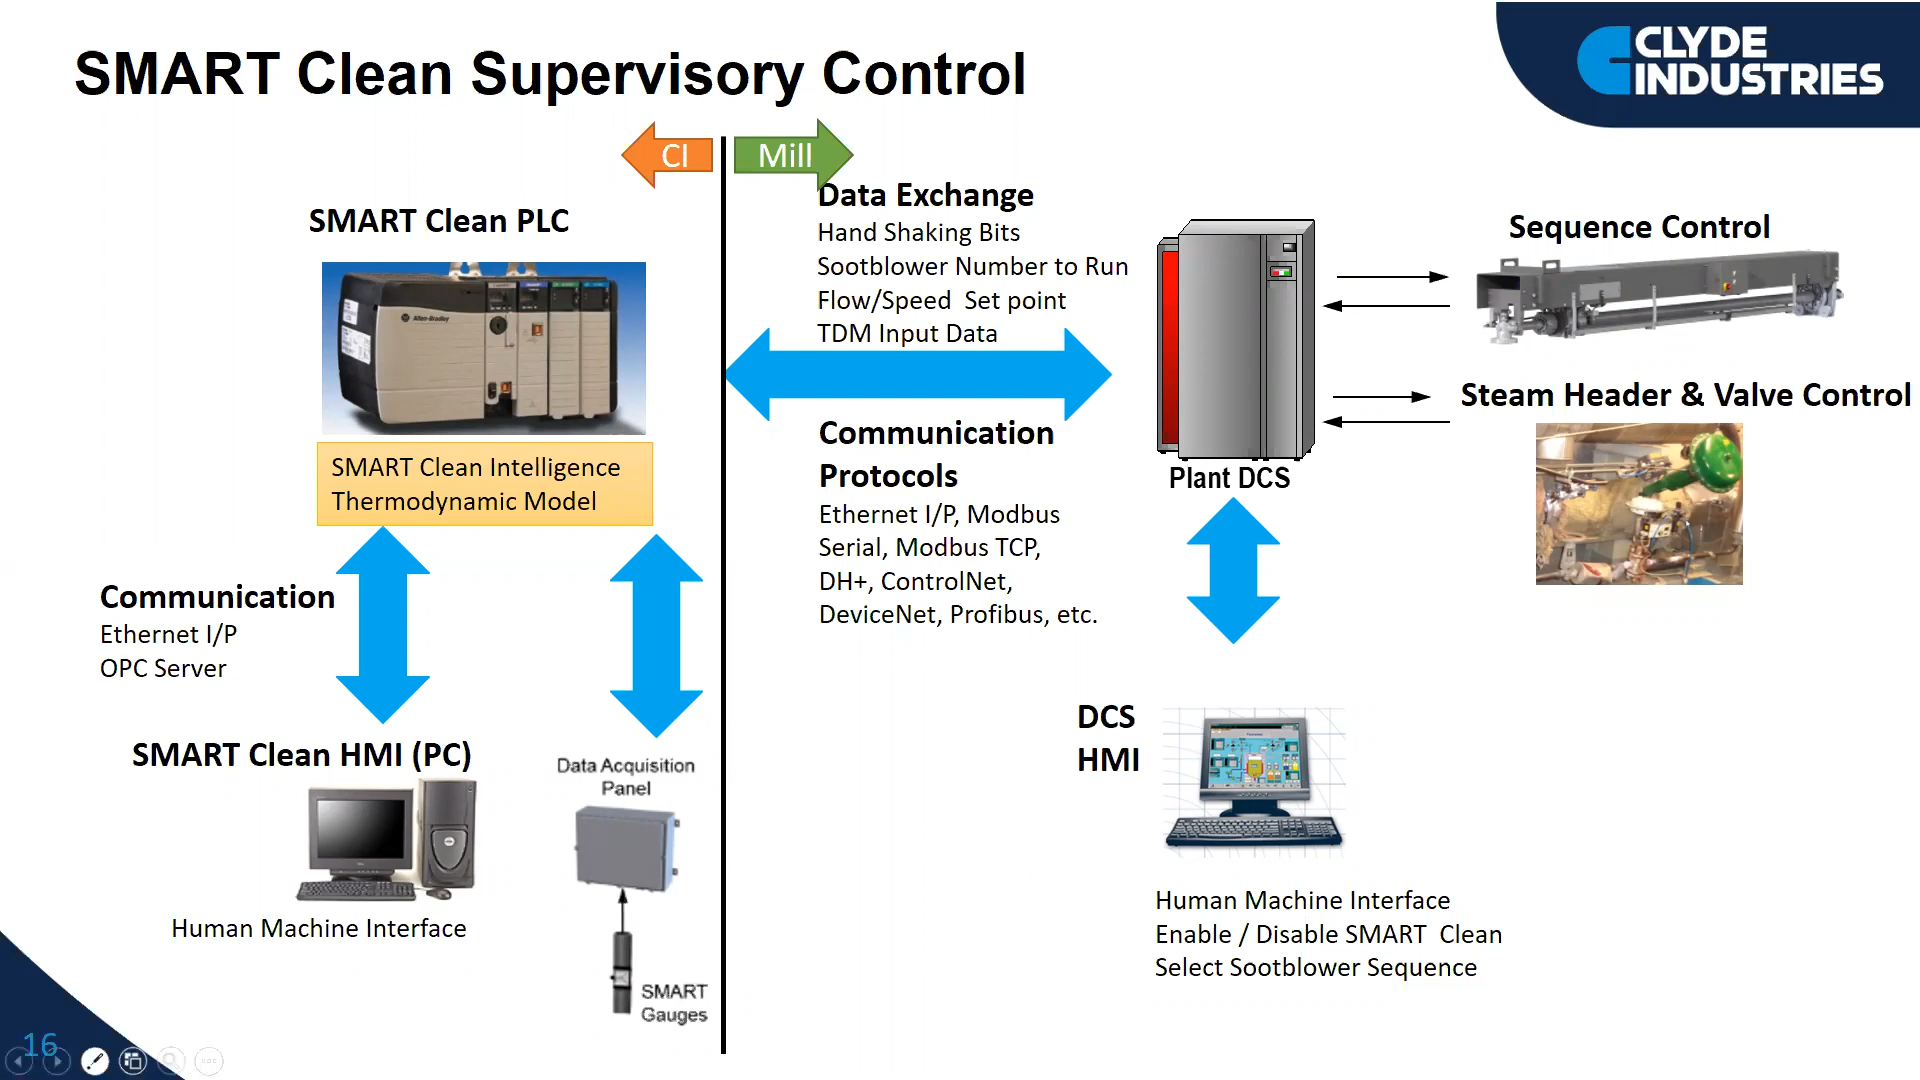 SMART Clean Supervisory Control
CLYDE
INDUSTRIES
CI
Mill
SMART Clean PLC
Allen-Bradley
SMART Clean Intelligence
Thermodynamic Model
Communication
Ethernet I/P
OPC Server
SMART Clean HMI (PC)
Human Machine Interface
Data Acquisition
Panel
SMART
Gauges
Data Exchange
Hand Shaking Bits
Sootblower Number to Run
Flow/Speed Set point
TDM Input Data
Communication
Protocols
Ethernet I/P, Modbus
Serial, Modbus TCP,
DH+, ControlNet,
DeviceNet, Profibus, etc.
Plant DCS
Sequence Control
Steam Header & Valve Control
DCS
HMI
Human Machine Interface
Enable / Disable SMART Clean
Select Sootblower Sequence
16